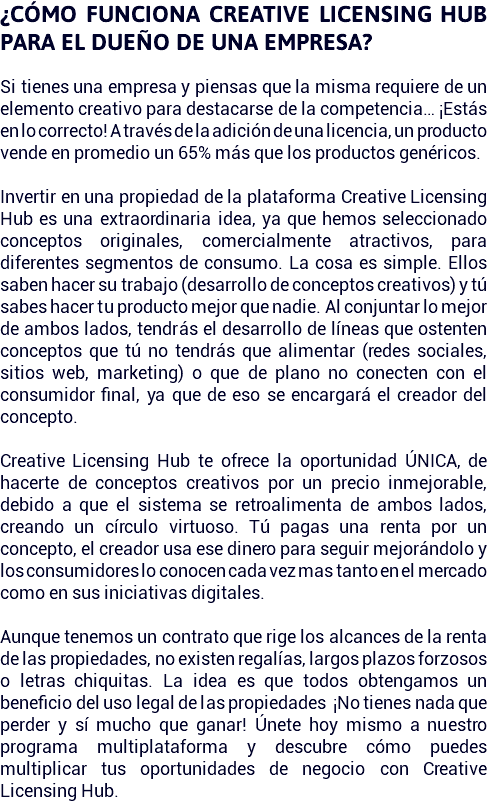 ¿CÓMO FUNCIONA CREATIVE LICENSING HUB
PARA EL DUEÑO DE UNA EMPRESA?
Si tienes una empresa y piensas que la misma requiere de un
elemento creativo para destacarse de la competencia... ¡Estás
en lo correcto! A través de la adición de una licencia, un producto
vende en promedio un 65% más que los productos genéricos.
Invertir en una propiedad de la plataforma Creative Licensing
Hub es una extraordinaria idea, ya que hemos seleccionado
conceptos originales, comercialmente atractivos, para
diferentes segmentos de consumo. La cosa es simple. Ellos
saben hacer su trabajo (desarrollo de conceptos creativos) y tú
sabes hacer tu producto mejor que nadie. Al conjuntar lo mejor
de ambos lados, tendrás el desarrollo de líneas que ostenten
conceptos que tú no tendrás que alimentar (redes sociales,
sitios web, marketing) o que de plano no conecten con el
consumidor final, ya que de eso se encargará el creador del
concepto.
Creative Licensing Hub te ofrece la oportunidad ÚNICA, de
hacerte de conceptos creativos por un precio inmejorable,
debido a que el sistema se retroalimenta de ambos lados,
creando un círculo virtuoso. Tú pagas una renta por un
concepto, el creador usa ese dinero para seguir mejorándolo y
los consumidores lo conocen cada vez mas tanto en el mercado
como en sus iniciativas digitales.
Aunque tenemos un contrato que rige los alcances de la renta
de las propiedades, no existen regalías, largos plazos forzosos
o letras chiquitas. La idea es que todos obtengamos un
beneficio del uso legal de las propiedades ¡No tienes nada que
perder y sí mucho que ganar! Únete hoy mismo a nuestro
programa multiplataforma y descubre cómo puedes
multiplicar tus oportunidades de negocio con Creative
Licensing Hub.